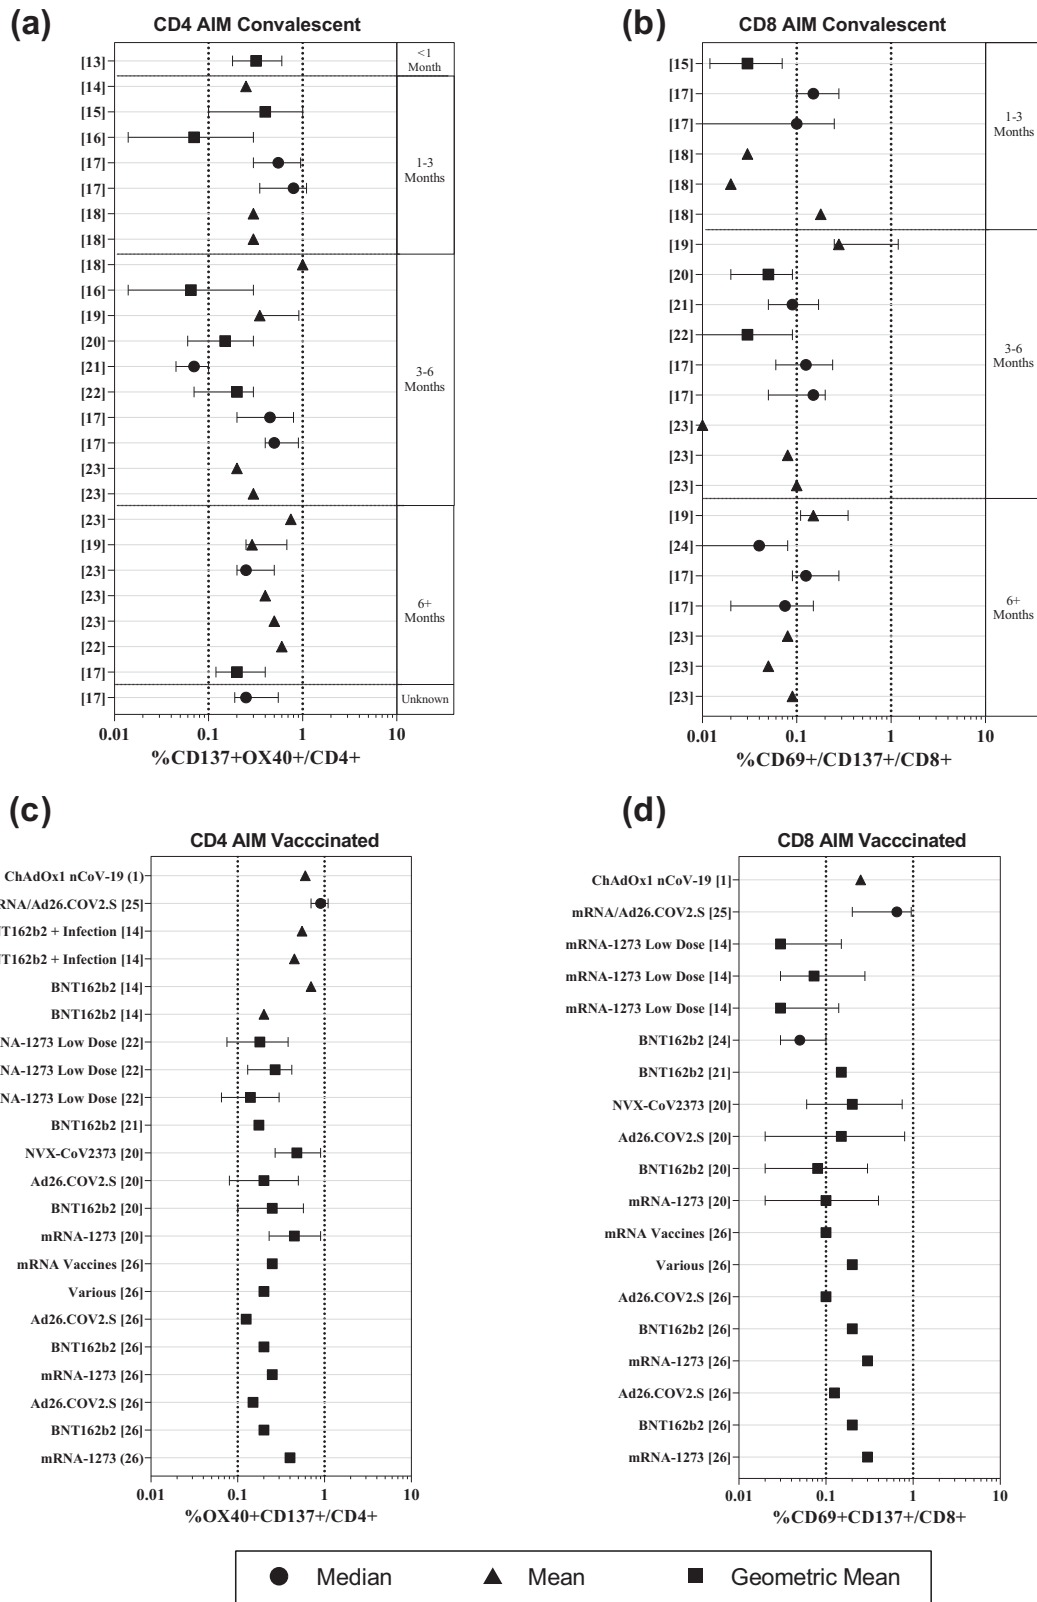 (a)
CD4 AIM Convalescent
[13]
[14]
[15]
[16]
[17]
[17]
[18]
[18]
[18]
[16]
[19]
[20]
[21]
[22]
[17]
[17]
[23]
[23]
[23]
[19]
[23]
[23]
[23]
[22]
[17]
[17]
<1
Month
1-3
Months
3-6
Months
6+
Months
Unknown
0.01 0.1 1 10
%CD137+OX40+/CD4+
(b)
CD8 AIM Convalescent
[15]
[17]
[17]
[18]
[18]
[18]
[19]
[20]
[21]
[22]
[17]
[17]
[23]
[23]
[23]
[19]
[24]
[17]
[17]
[23]
[23]
[23]
1-3
Months
3-6
Months
6+
Months
0.01 0.1 1 10
%CD69+/CD137+/CD8+
(c)
CD4 AIM Vacccinated
ChAdOx1 nCoV-19 (1)
RNA/Ad26.COV2.S [25]
NT162b2 + Infection [14]
NT162b2 + Infection [14]
BNT162b2 [14]
BNT162b2 [14]
NA-1273 Low Dose [22]
NA-1273 Low Dose [22]
NA-1273 Low Dose [22]
BNT162b2 [21]
NVX-CoV2373 [20]
Ad26.COV2.S [20]
BNT162b2 [20]
mRNA-1273 [20]
mRNA Vaccines [26]
Various [26]
Ad26.COV2.S [26]
BNT162b2 [26]
mRNA-1273 [26]
Ad26.COV2.S [26]
BNT162b2 [26]
mRNA-1273 (26)
0.01 0.1 1 10
%OX40+CD137+/CD4+
(d)
CD8 AIM Vacccinated
ChAdOx1 nCoV-19 [1]
mRNA/Ad26.COV2.S [25]
mRNA-1273 Low Dose [14]
mRNA-1273 Low Dose [14]
mRNA-1273 Low Dose [14]
BNT162b2 [24]
BNT162b2 [21]
NVX-CoV2373 [20]
Ad26.COV2.S [20]
BNT162b2 [20]
mRNA-1273 [20]
mRNA Vaccines [26]
Various [26]
Ad26.COV2.S [26]
BNT162b2 [26]
mRNA-1273 [26]
Ad26.COV2.S [26]
BNT162b2 [26]
mRNA-1273 [26]
0.01 0.1 1 10
%CD69+CD137+/CD8+
Median Mean Geometric Mean